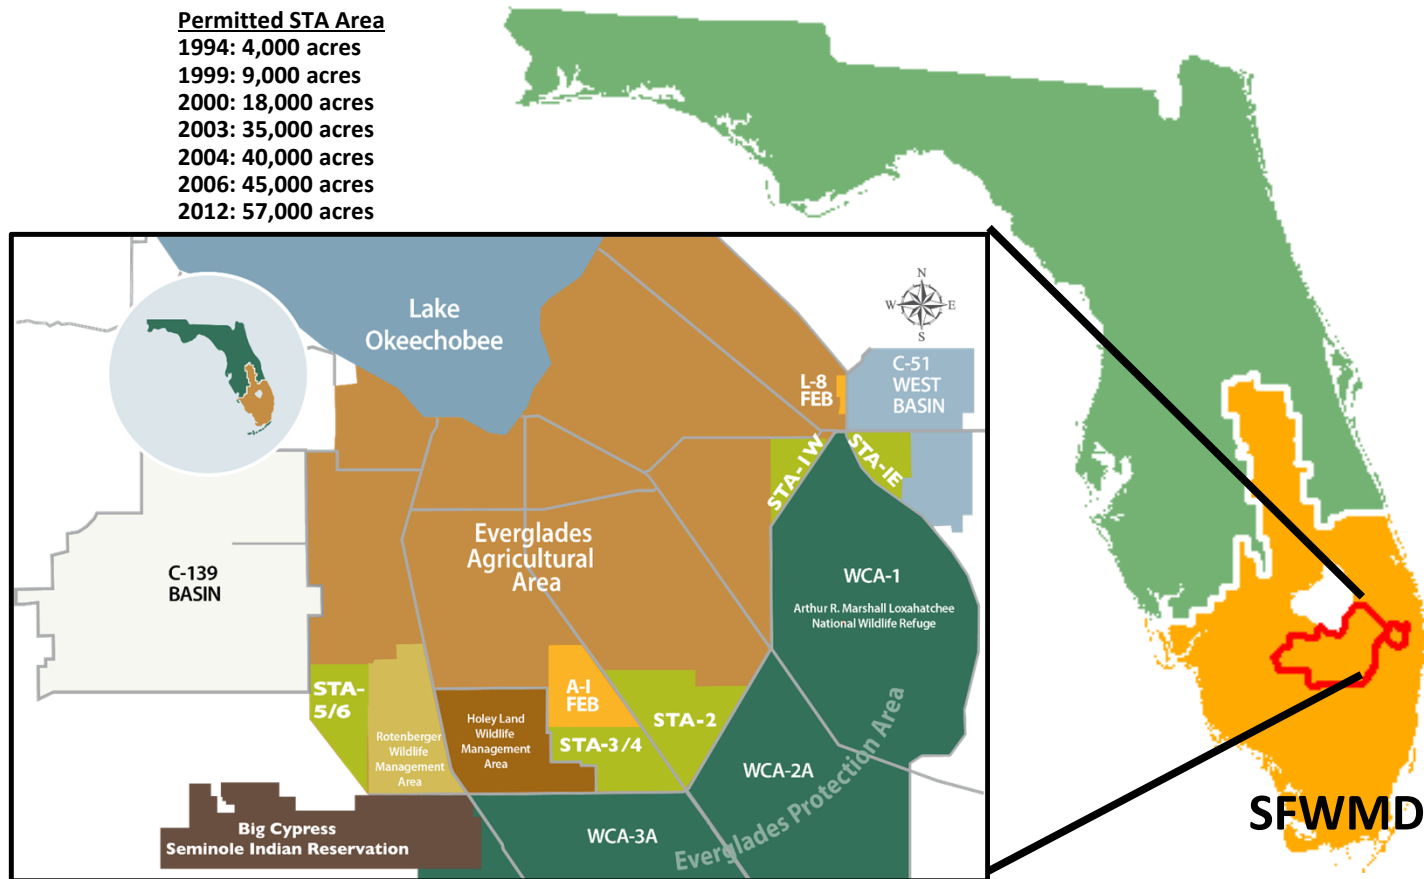 Permitted STA Area
1994: 4,000 acres
1999: 9,000 acres
2000: 18,000 acres
2003: 35,000 acres
2004: 40,000 acres
2006: 45,000 acres
2012: 57,000 acres
N
W
E
S
Lake
Okeechobee
L-8
FEB
C-51
WEST
BASIN
STA-1W
STA-1E
Everglades
Agricultural
Area
C-139
BASIN
WCA-1
Arthur R. Marshall Loxahatchee
National Wildlife Refuge
STA-
5/6
Rotenberger
Wildlife
Management
Area
Holey Land
Wildlife
Management
Area
A-1
FEB
STA-3/4
STA-2
WCA-2A
Everglades Protection Area
WCA-3A
Big Cypress
Seminole Indian Reservation
SFWMD